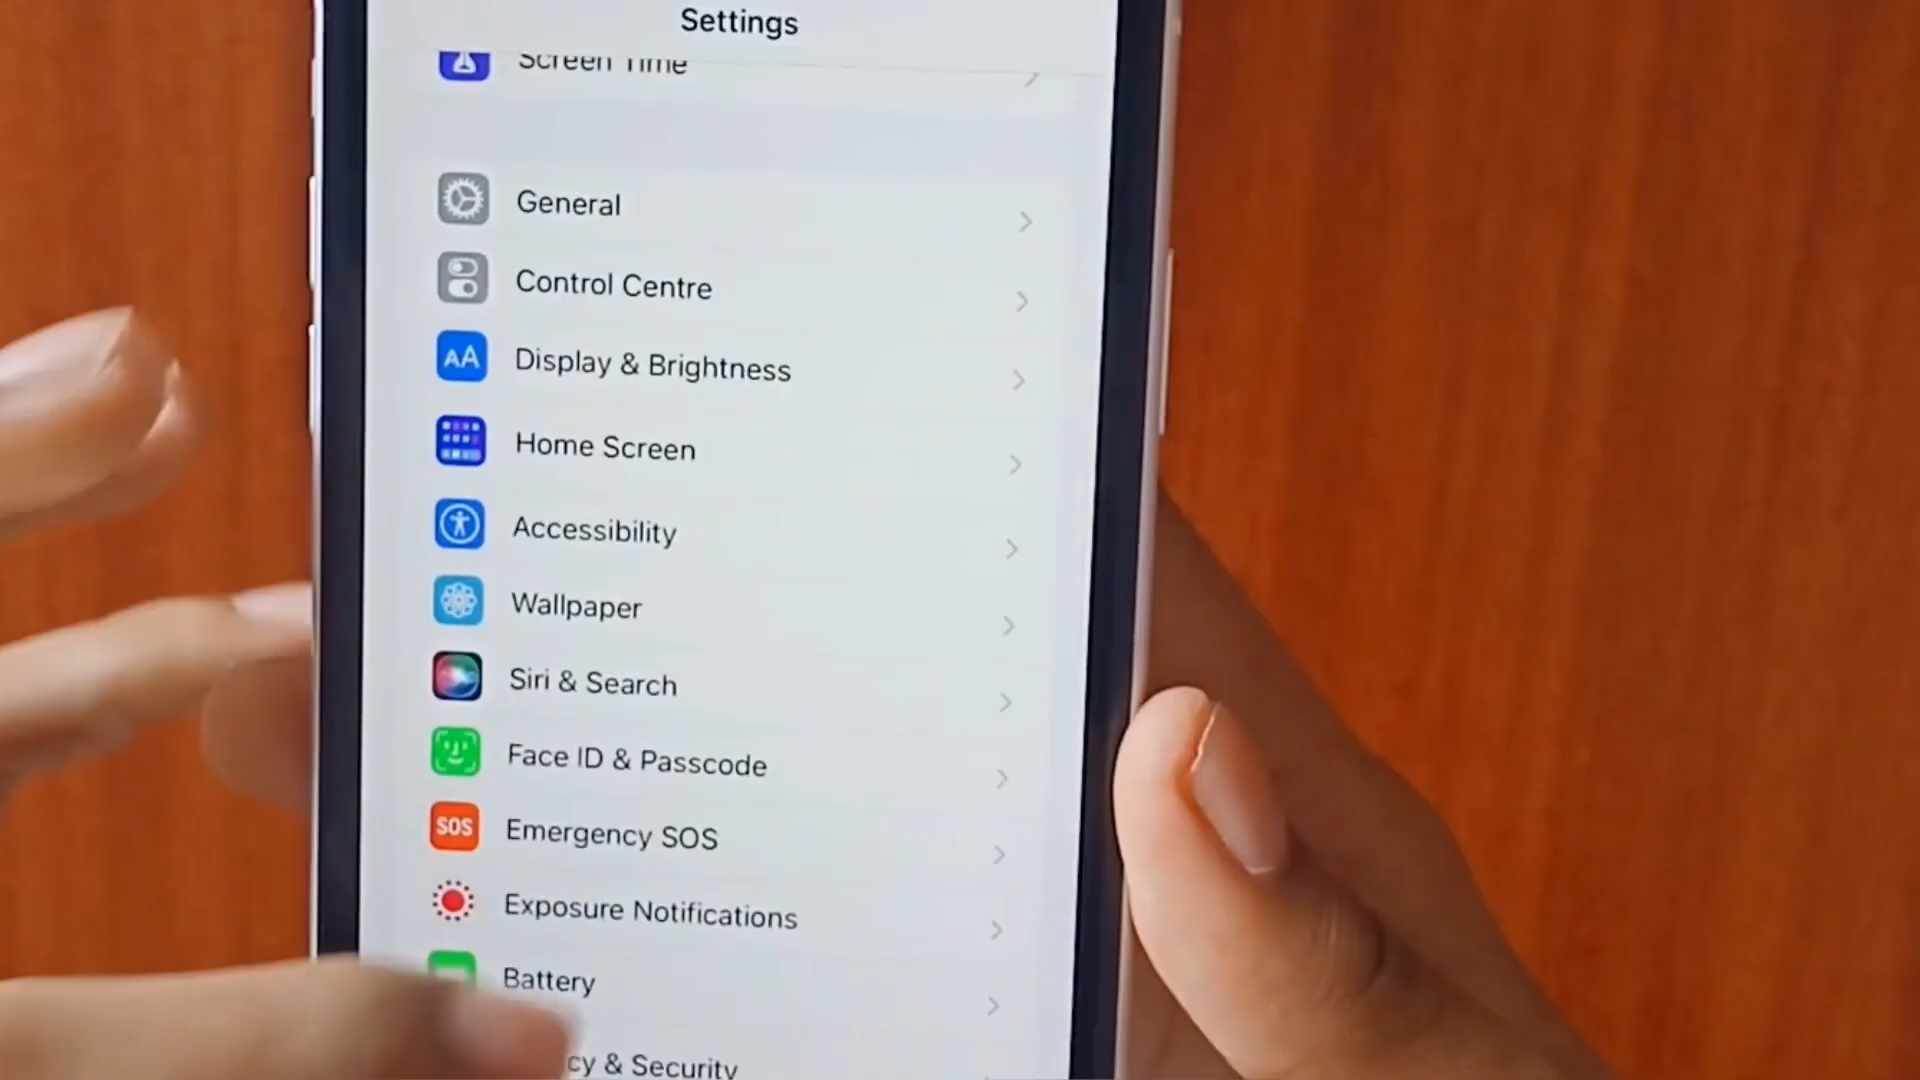 Settings
Screen Time
General
Control Centre
AA Display & Brightness
Home Screen
Accessibility
Wallpaper
Siri & Search
Face ID & Passcode
SOS Emergency SOS
Exposure Notifications
Battery
cy & Security